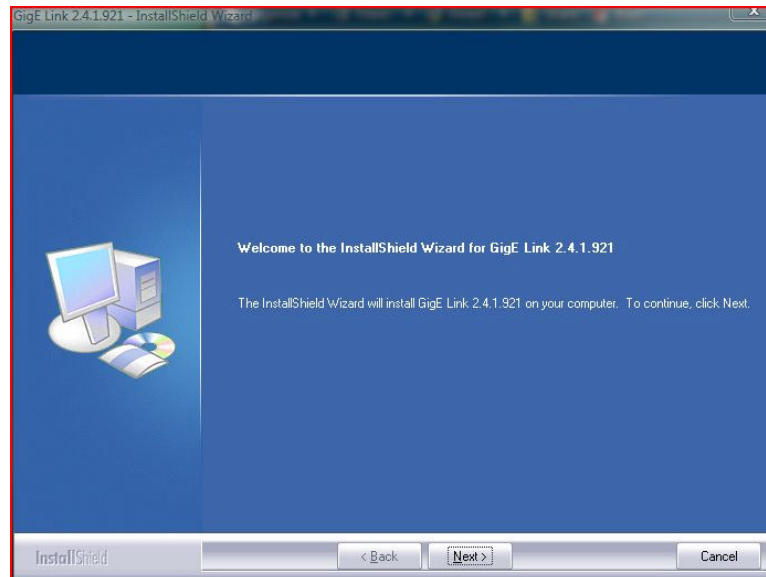 GigE Link 2.4.1.921 - InstallShield Wizard
Welcome to the InstallShield Wizard for GigE Link 2.4.1.921
The InstallShield Wizard will install GigE Link 2.4.1.921 on your computer. To continue, click Next.
InstallShield
< Back
Next >
Cancel